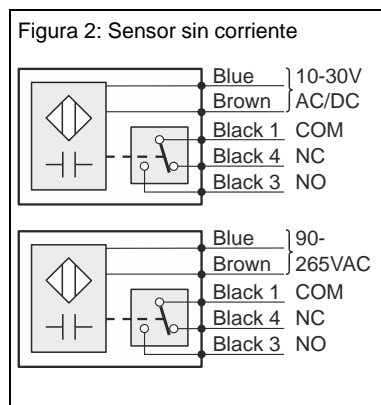 Figura 2: Sensor sin corriente
Blue 10-30V
Brown AC/DC
Black 1 COM
Black 4 NC
Black 3 NO
Blue 90-
Brown 265VAC
Black 1 COM
Black 4 NC
Black 3 NO